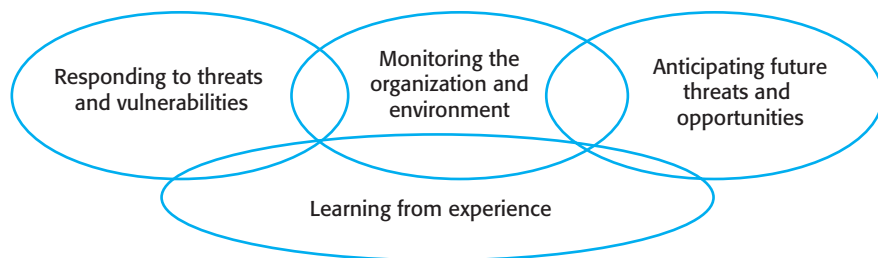 Responding to threats
and vulnerabilities
Monitoring the
organization and
environment
Anticipating future
threats and
opportunities
Learning from experience